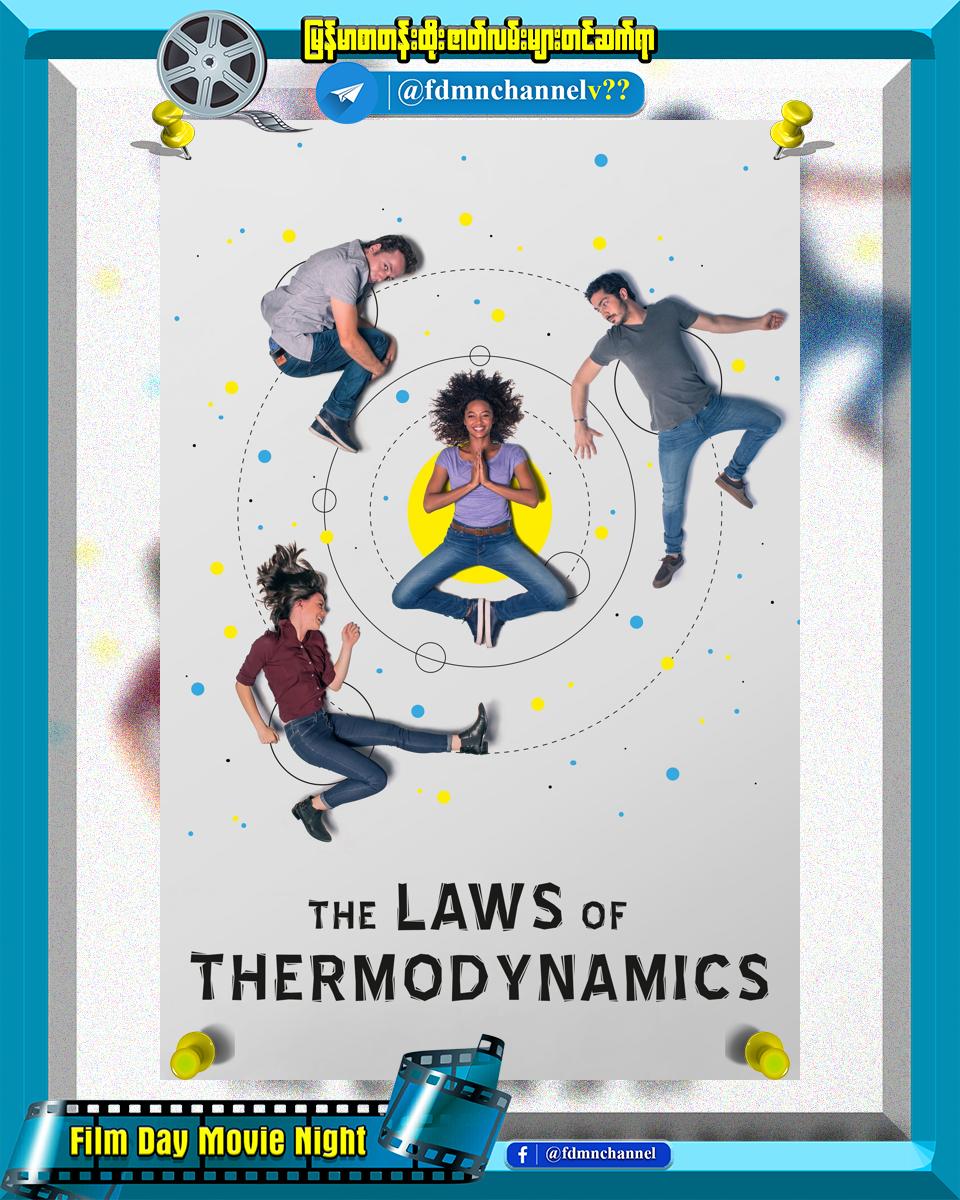 မြန်မာစာတန်းထိုးဇာတ်လမ်းများတင်ဆက်ရာ
@fdmnchannelv??
THE LAWS OF
THERMODYNAMICS
Film Day Movie Night
f @fdmnchannel